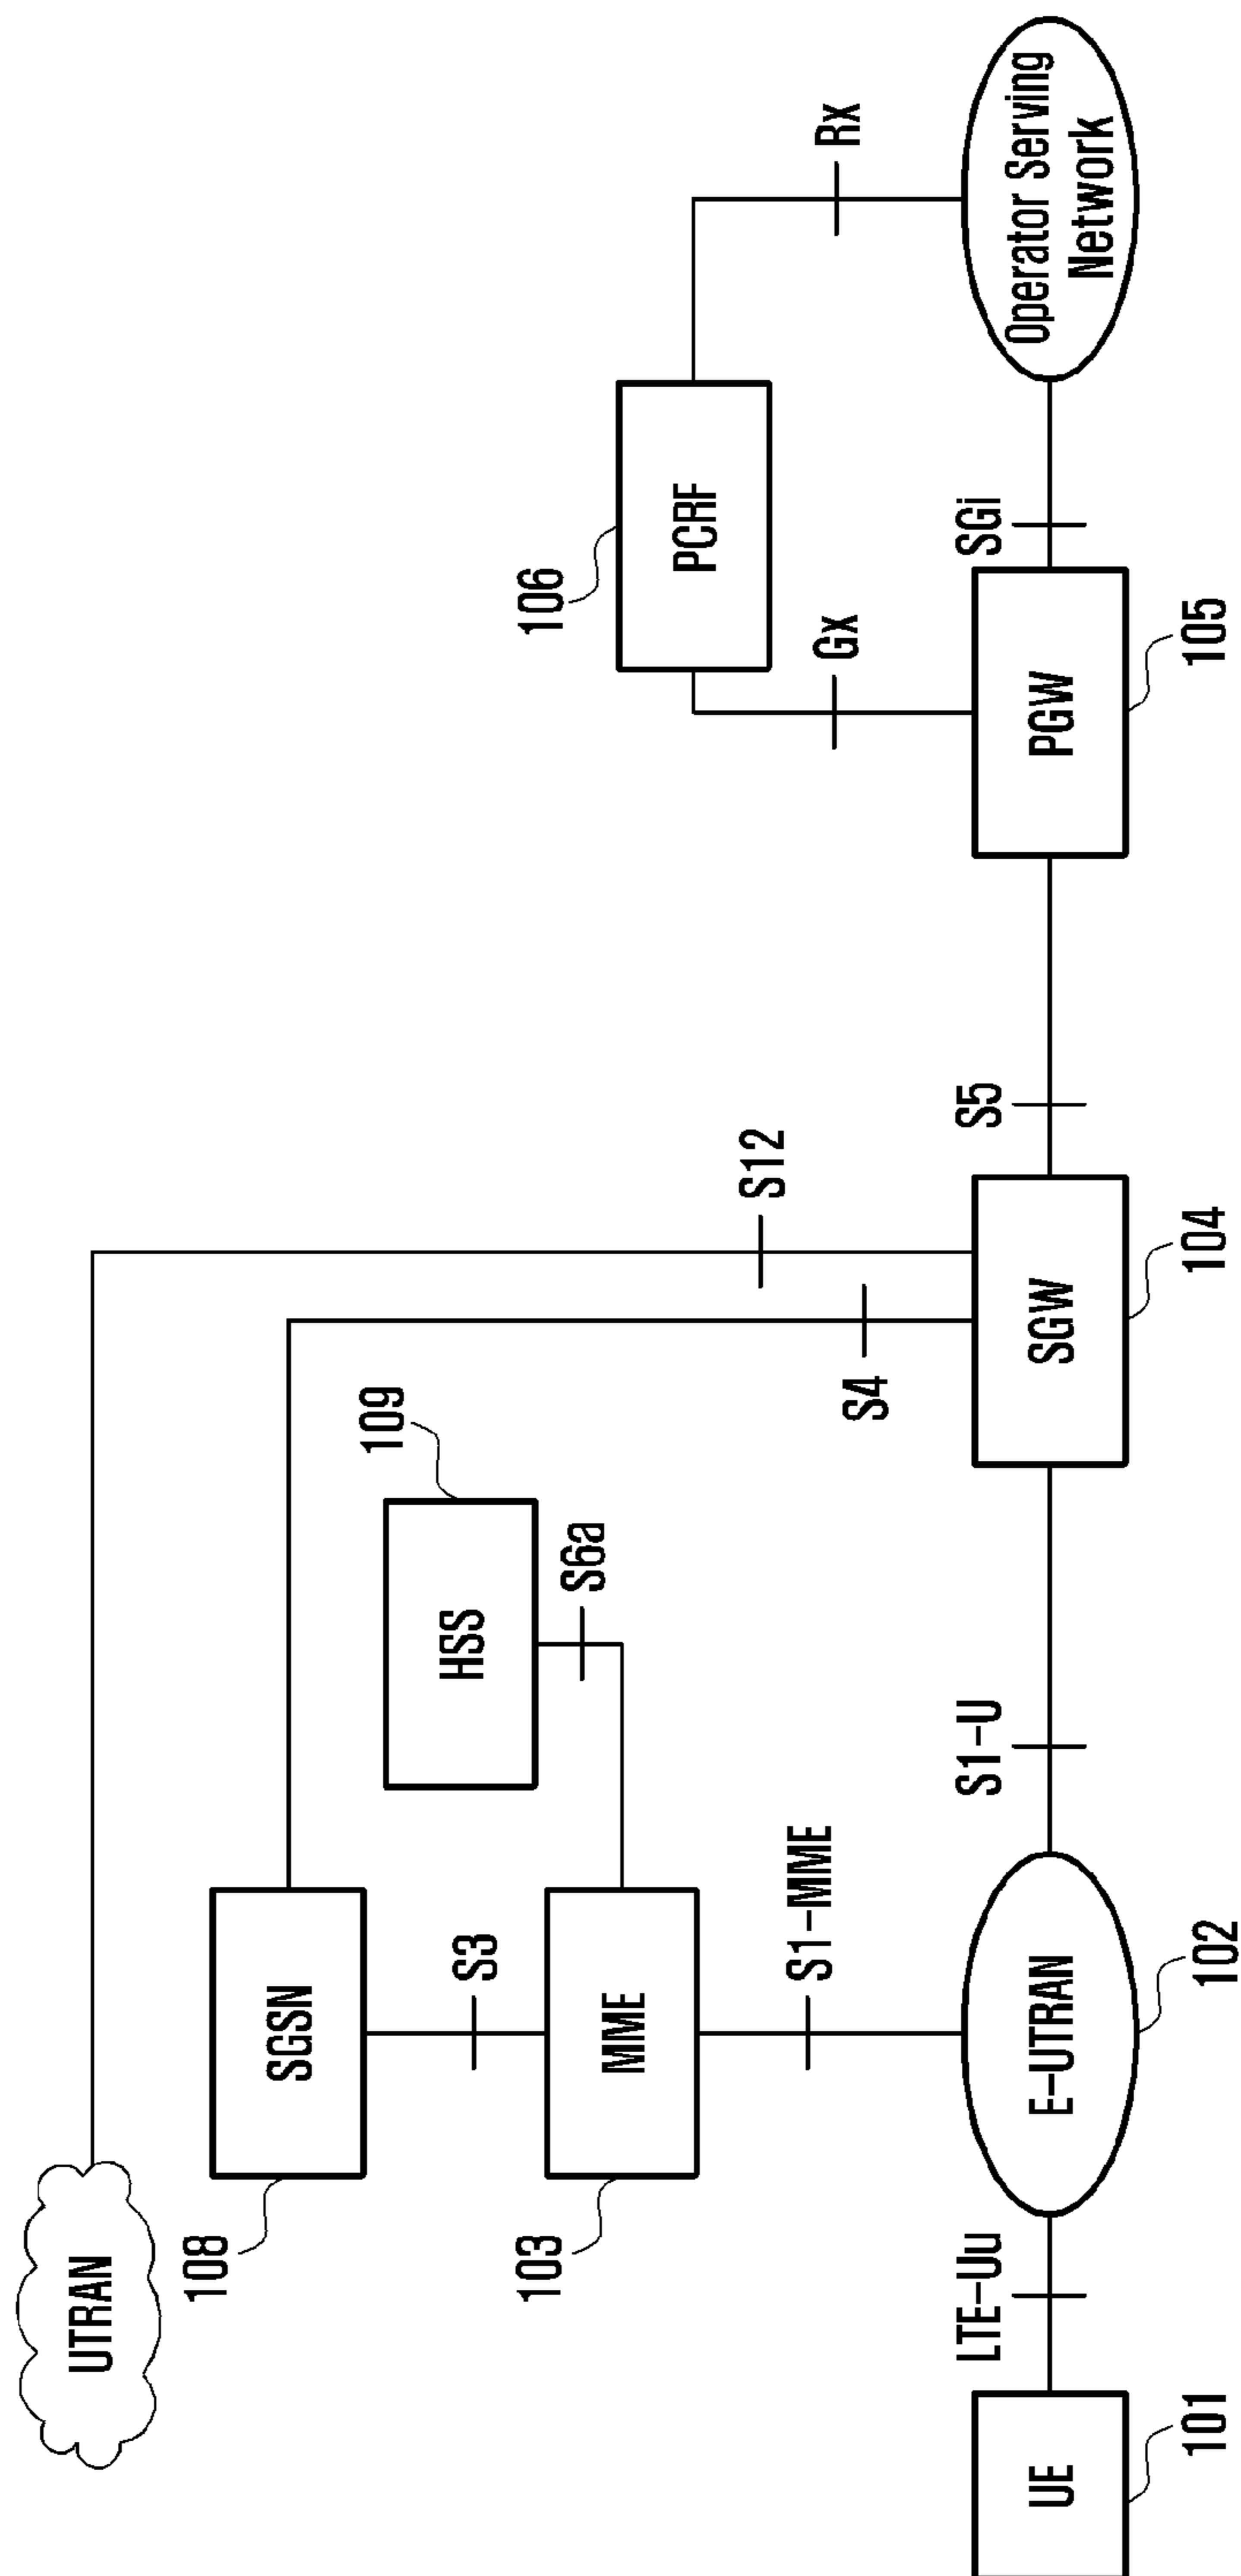 UTRAN
108
SGSN
S3
103
MME
S1-MME
HSS
109
S6a
S4
S12
106
PCRF
Gx
Rx
UE
101
LTE-Uu
E-UTRAN
102
S1-U
SGW
104
S5
PGW
105
SGi
Operator Serving
Network